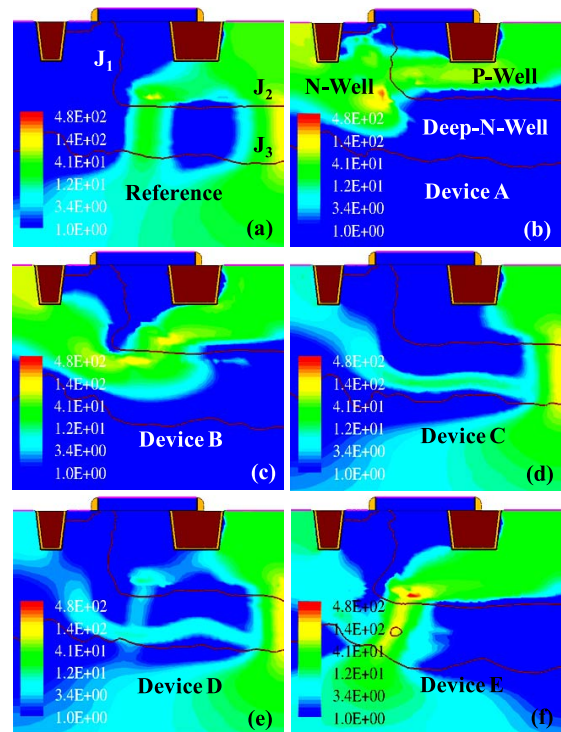 J1
J2
J3
4.8E+02
1.4E+02
4.1E+01
1.2E+01
3.4E+00
1.0E+00
Reference
(a)
N-Well
P-Well
Deep-N-Well
4.8E+02
1.4E+02
4.1E+01
1.2E+01
3.4E+00
1.0E+00
Device A
(b)
4.8E+02
1.4E+02
4.1E+01
1.2E+01
3.4E+00
1.0E+00
Device B
(c)
4.8E+02
1.4E+02
4.1E+01
1.2E+01
3.4E+00
1.0E+00
Device C
(d)
4.8E+02
1.4E+02
4.1E+01
1.2E+01
3.4E+00
1.0E+00
Device D
(e)
4.8E+02
1.4E+02
4.1E+01
1.2E+01
3.4E+00
1.0E+00
Device E
(f)